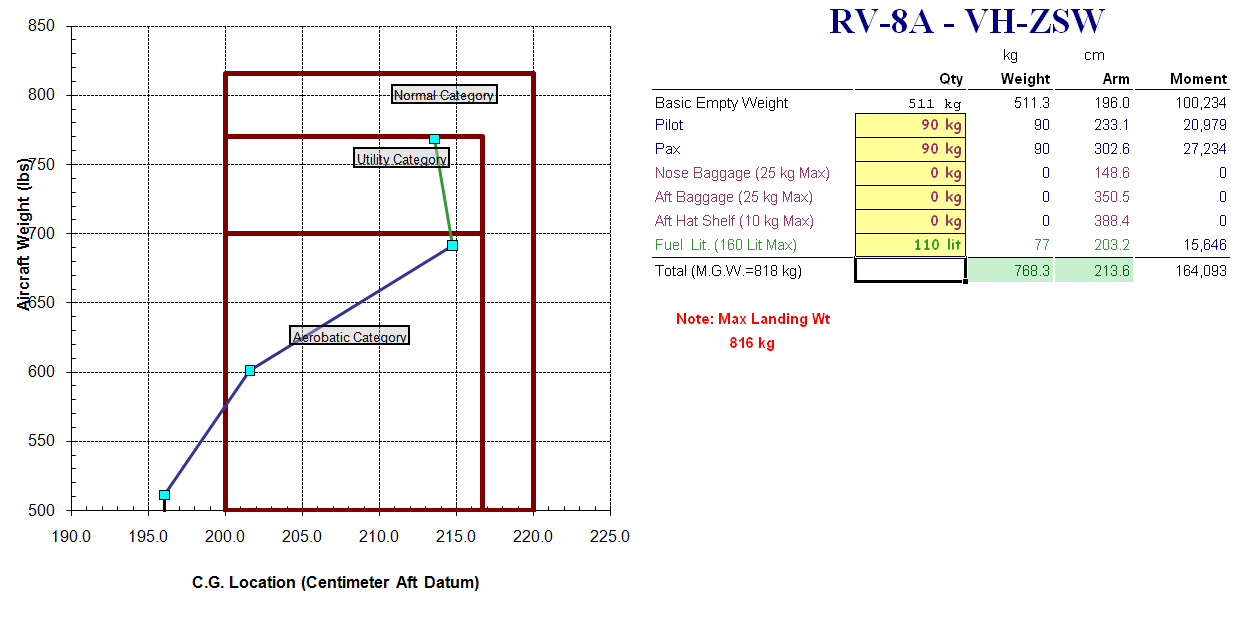 RV-8A - VH-ZSW
kg cm
Qty Weight Arm Moment
Basic Empty Weight 511 kg 511.3 196.0 100,234
Pilot 90 kg 90 233.1 20,979
Pax 90 kg 90 302.6 27,234
Nose Baggage (25 kg Max) 0 kg 0 148.6 0
Aft Baggage (25 kg Max) 0 kg 0 350.5 0
Aft Hat Shelf (10 kg Max) 0 kg 0 388.4 0
Fuel Lit. (160 Lit Max) 110 lit 77 203.2 15,646
Total (M.G.W.=818 kg) 768.3 213.6 164,093
Note: Max Landing Wt
816 kg
Aircraft Weight (lbs)
850
800
750
700
650
600
550
500
Normal Category
Utility Category
Aerobatic Category
190.0 195.0 200.0 205.0 210.0 215.0 220.0 225.0
C.G. Location (Centimeter Aft Datum)